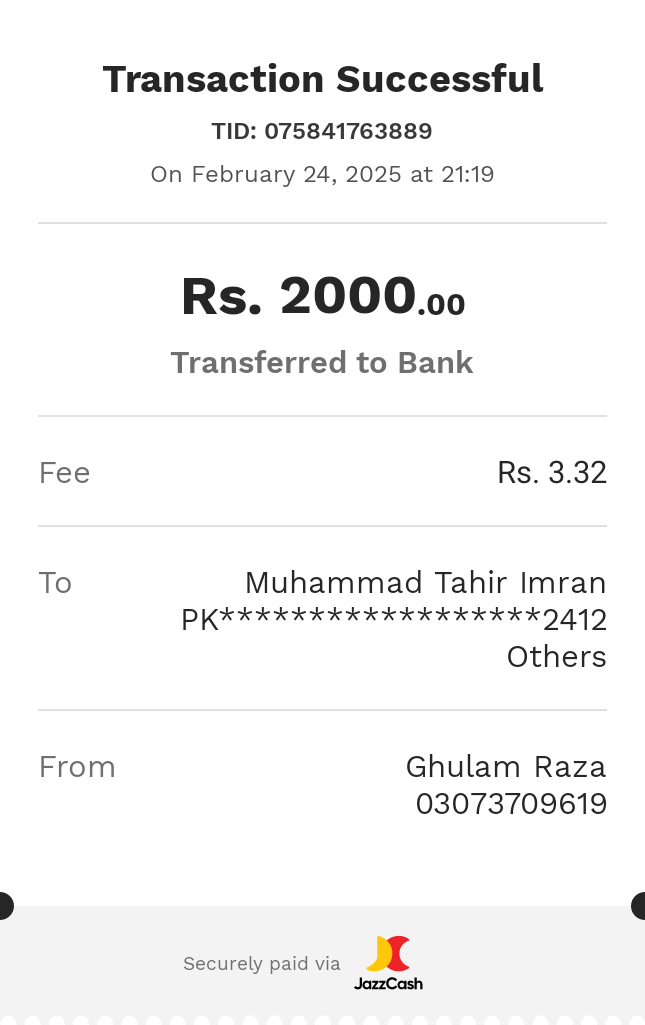 Transaction Successful
TID: 075841763889
On February 24, 2025 at 21:19
Rs. 2000.00
Transferred to Bank
Fee Rs. 3.32
To Muhammad Tahir Imran
PK******************2412
Others
From Ghulam Raza
03073709619
Securely paid via JazzCash